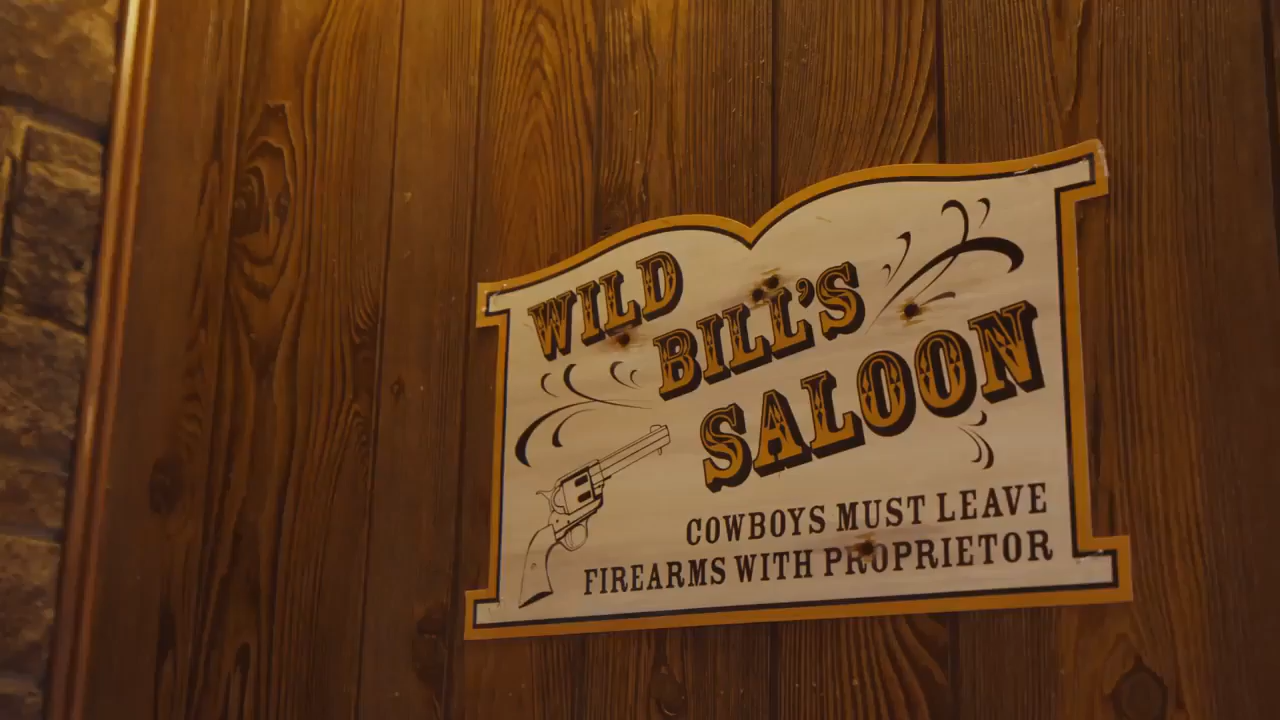 WILD
BILL'S
SALOON
COWBOYS MUST LEAVE
FIREARMS WITH PROPRIETOR